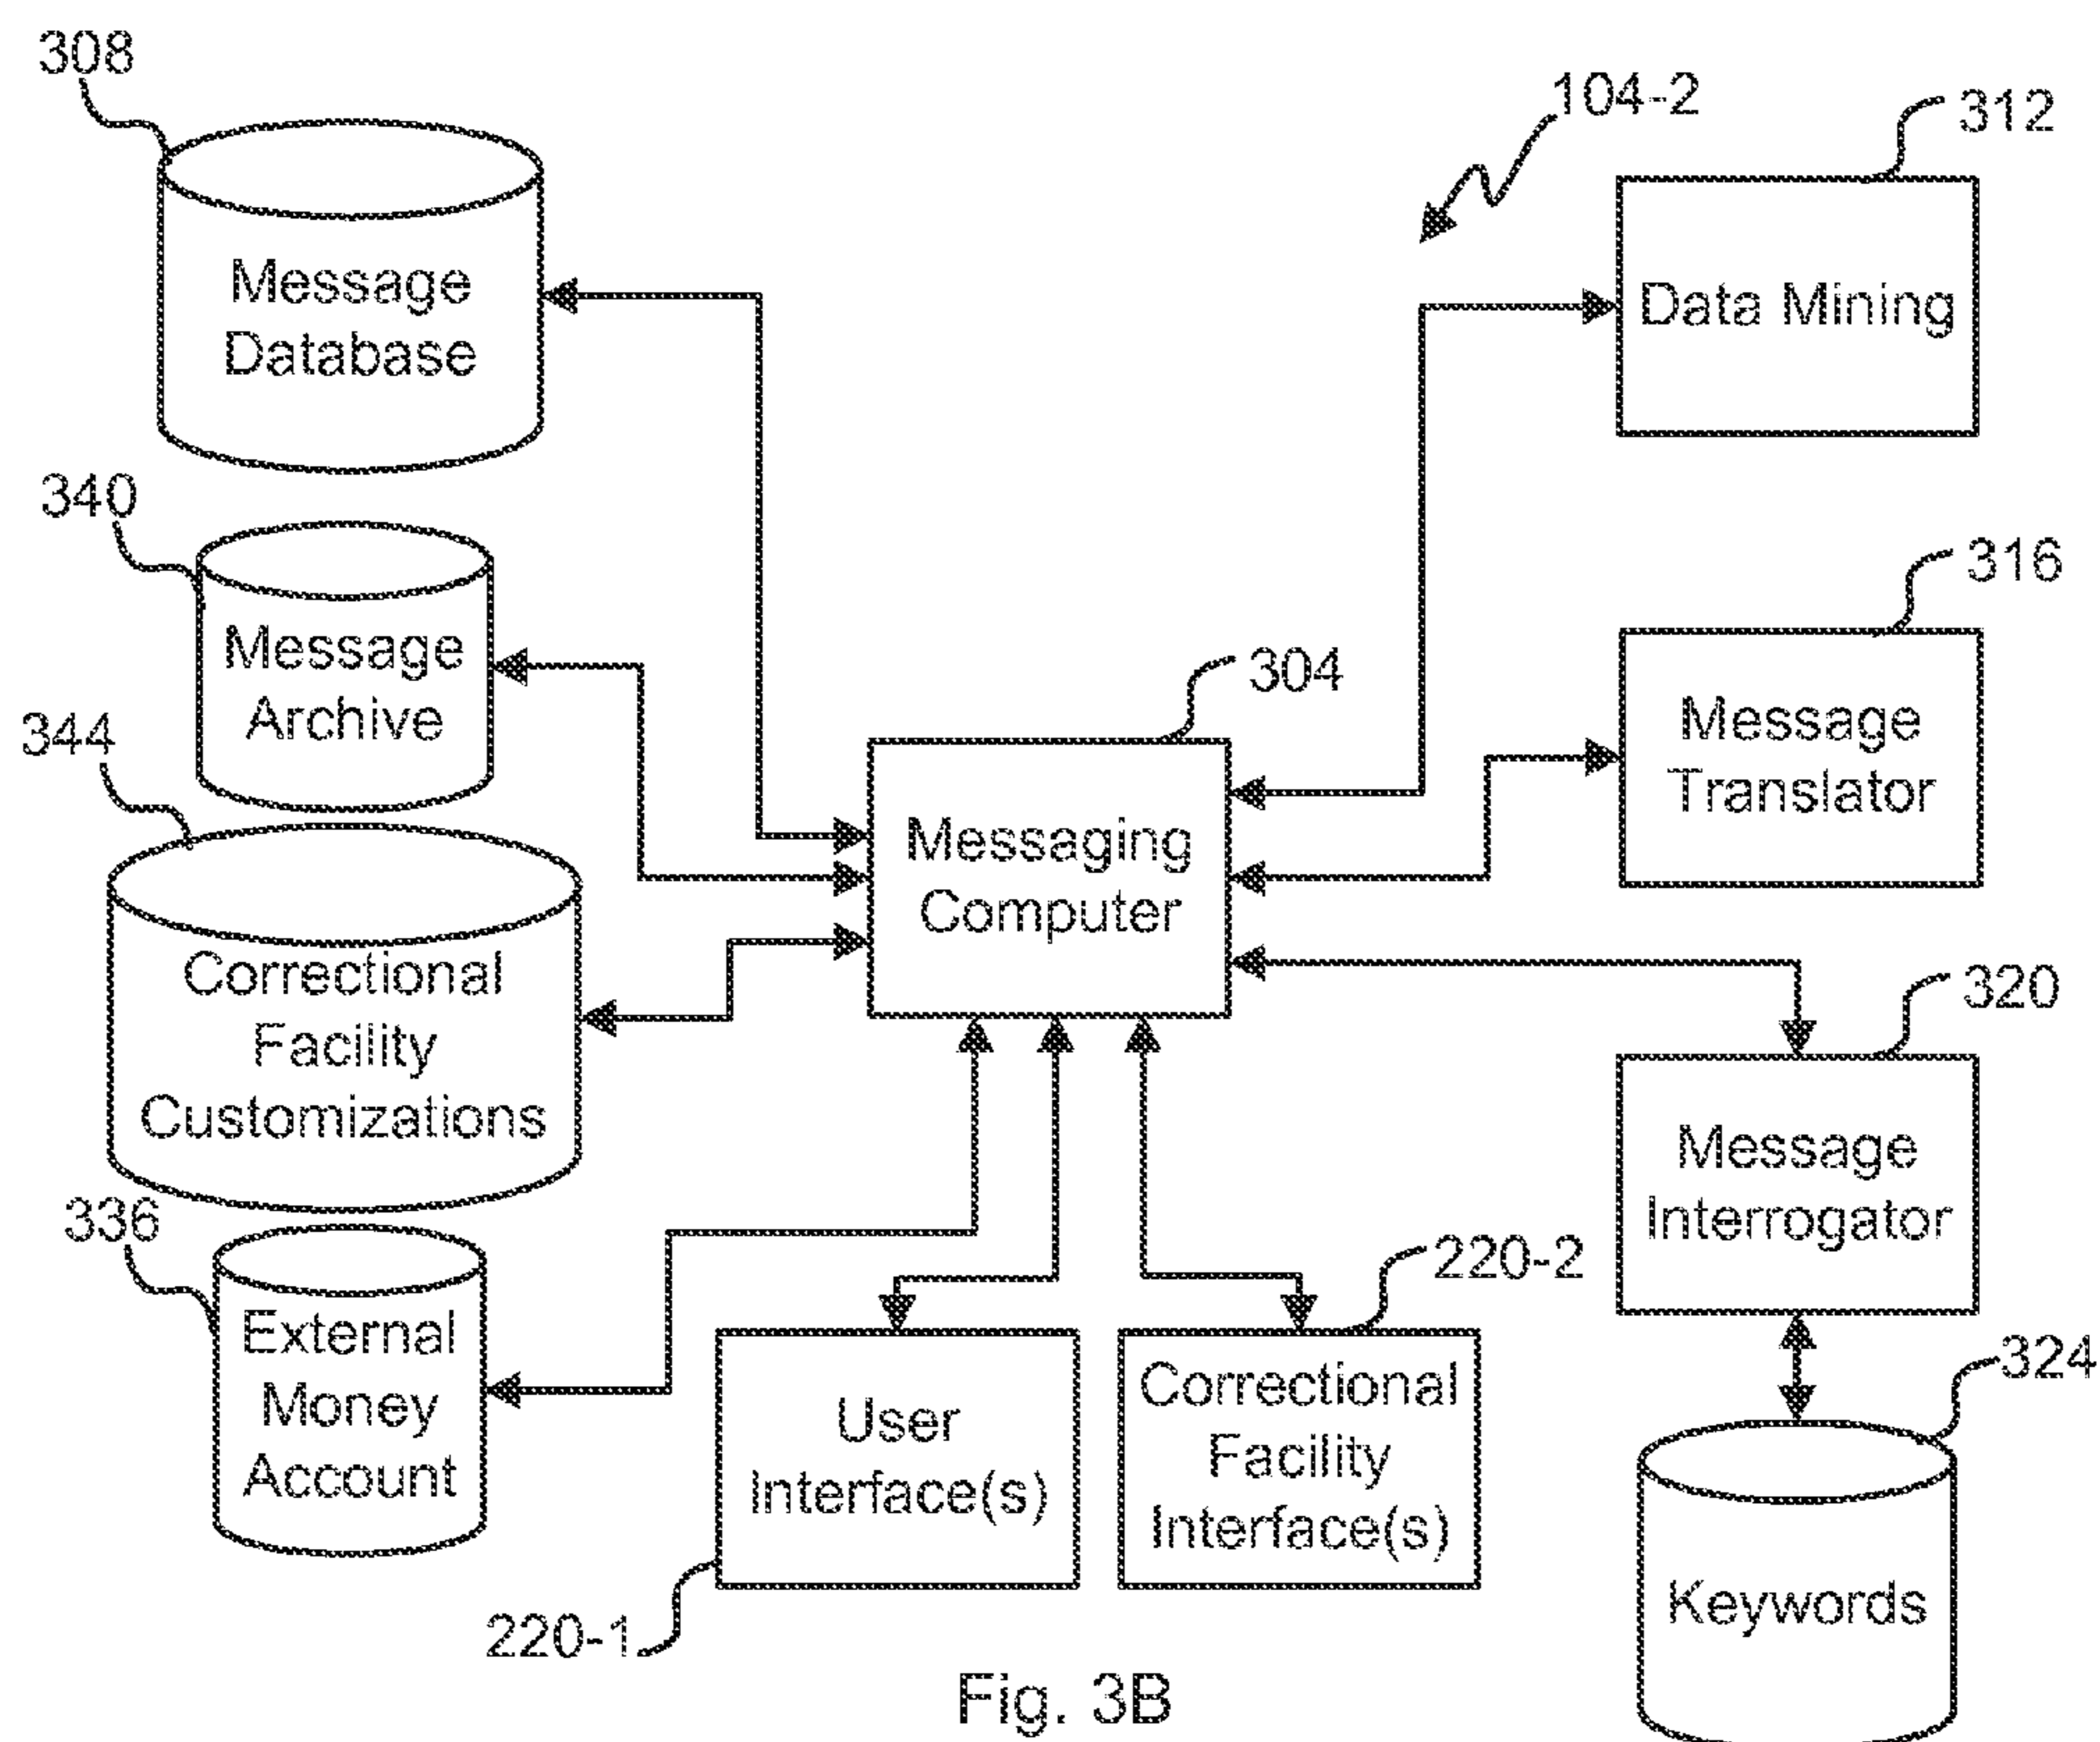 308
104-2
312
Message
Database
Data Mining
340
316
Message
Archive
304
Message
Translator
344
Messaging
Computer
Correctional
Facility
Customizations
320
Message
Interrogator
336
External
Money
Account
220-2
324
User
Interface(s)
Correctional
Facility
Interface(s)
Keywords
220-1
Fig. 3B